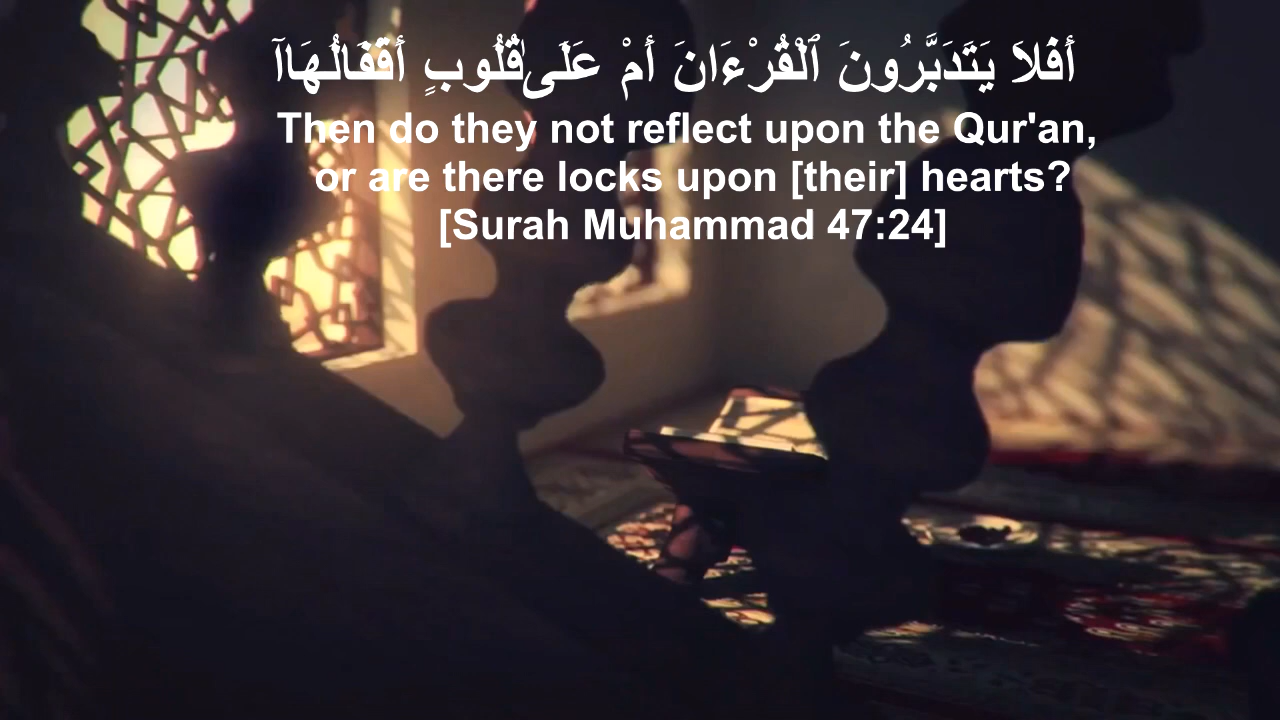 أَفَلَا يَتَدَبَّرُونَ ٱلْقُرْءَانَ أَمْ عَلَىٰ قُلُوبٍ أَقْفَالُهَآ
Then do they not reflect upon the Qur'an,
or are there locks upon [their] hearts?
[Surah Muhammad 47:24]